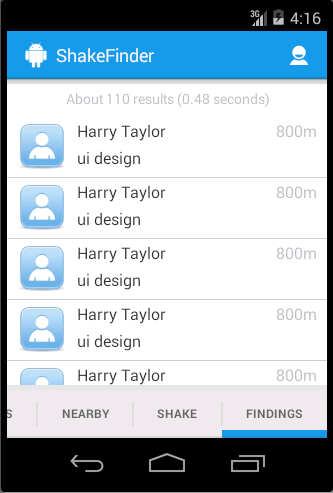 3G 4:16
ShakeFinder
About 110 results (0.48 seconds)
Harry Taylor 800m
ui design
Harry Taylor 800m
ui design
Harry Taylor 800m
ui design
Harry Taylor 800m
ui design
Harry Taylor 800m
S NEARBY SHAKE FINDINGS